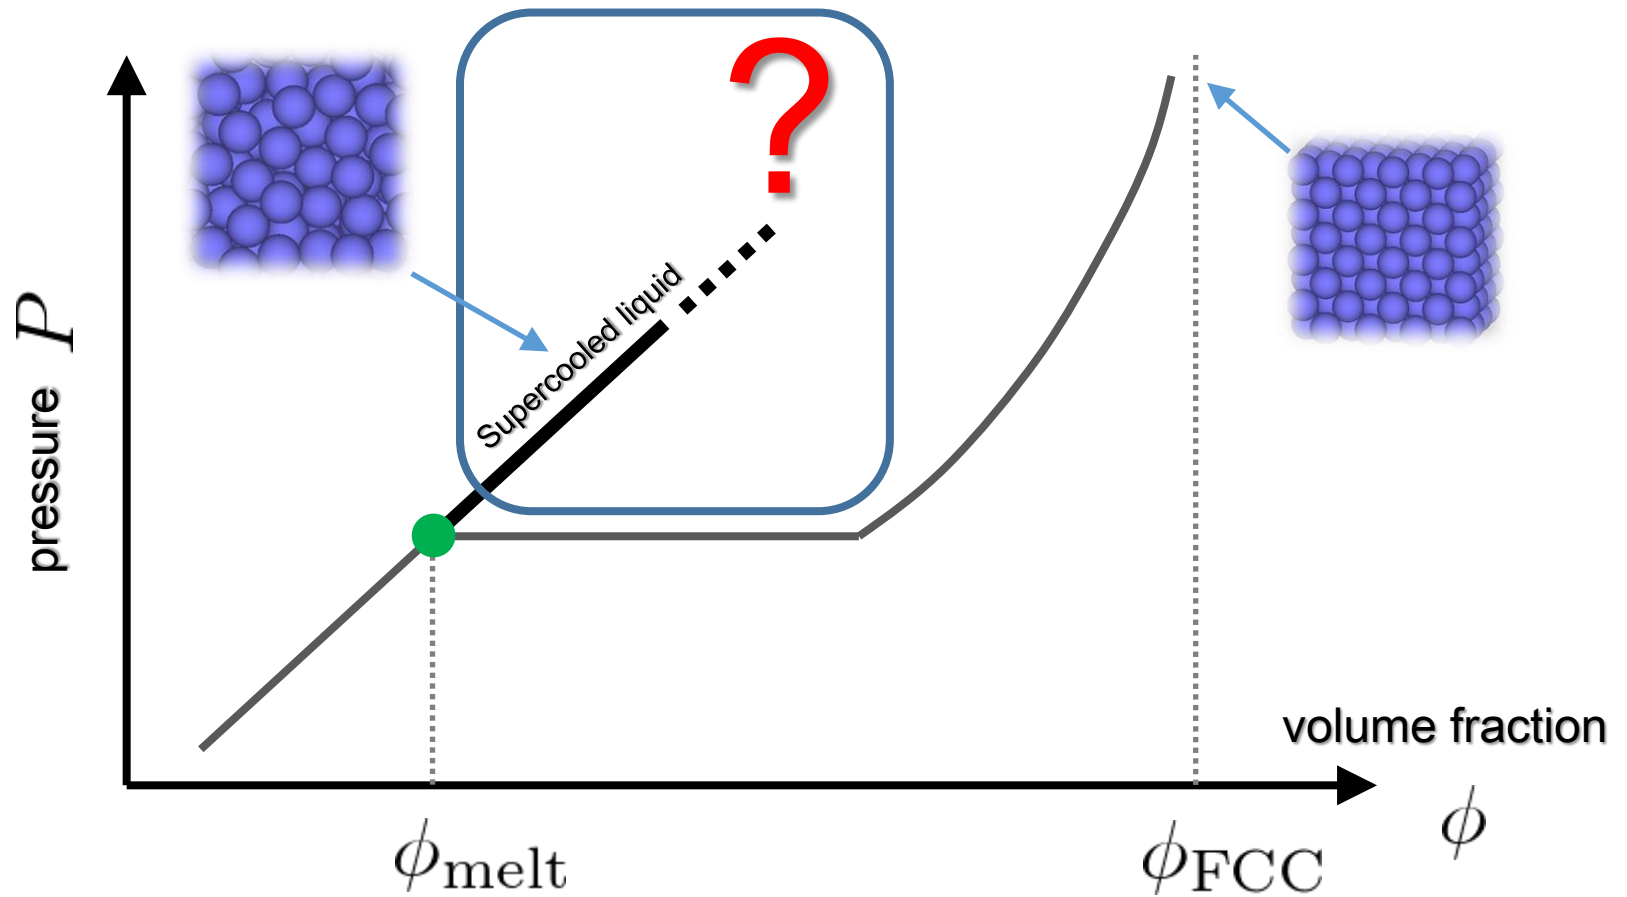 ?
Supercooled liquid
pressure P
volume fraction
ϕ
ϕmelt
ϕFCC